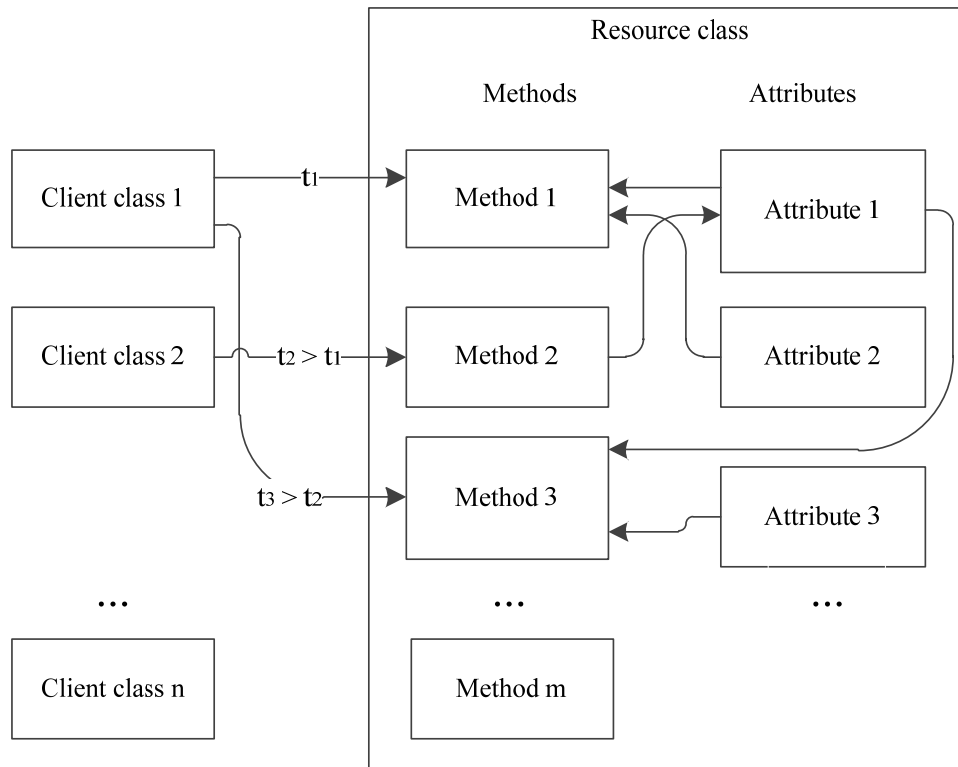 Resource class
Methods Attributes
Client class 1 t1 Method 1 Attribute 1
Client class 2 t2 > t1 Method 2 Attribute 2
t3 > t2 Method 3 Attribute 3
... ... ...
Client class n Method m